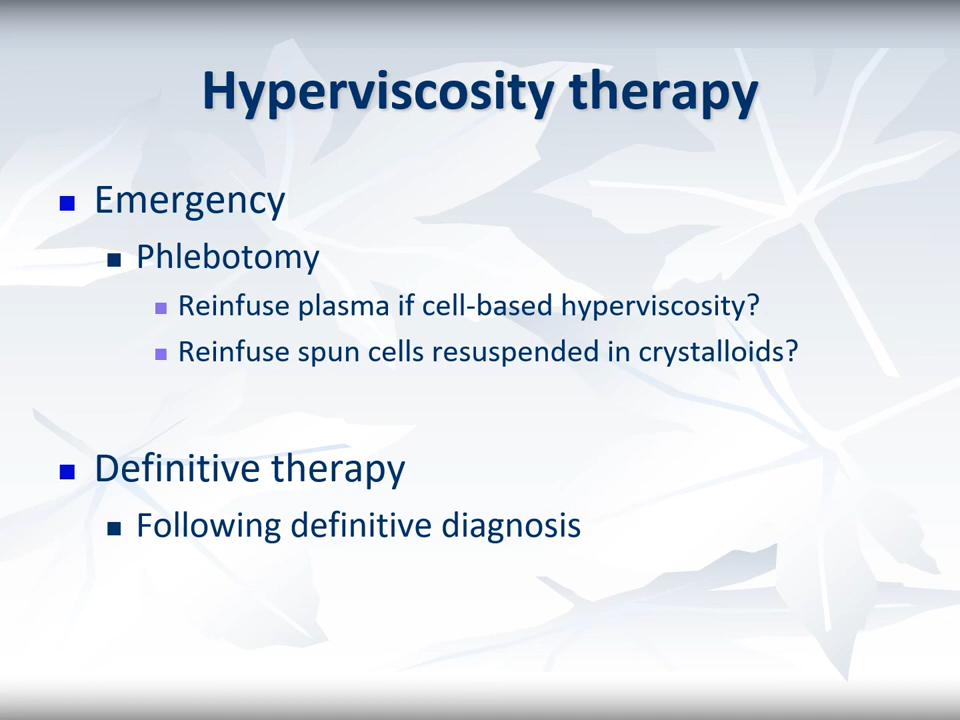 Hyperviscosity therapy
Emergency
Phlebotomy
Reinfuse plasma if cell-based hyperviscosity?
Reinfuse spun cells resuspended in crystalloids?
Definitive therapy
Following definitive diagnosis